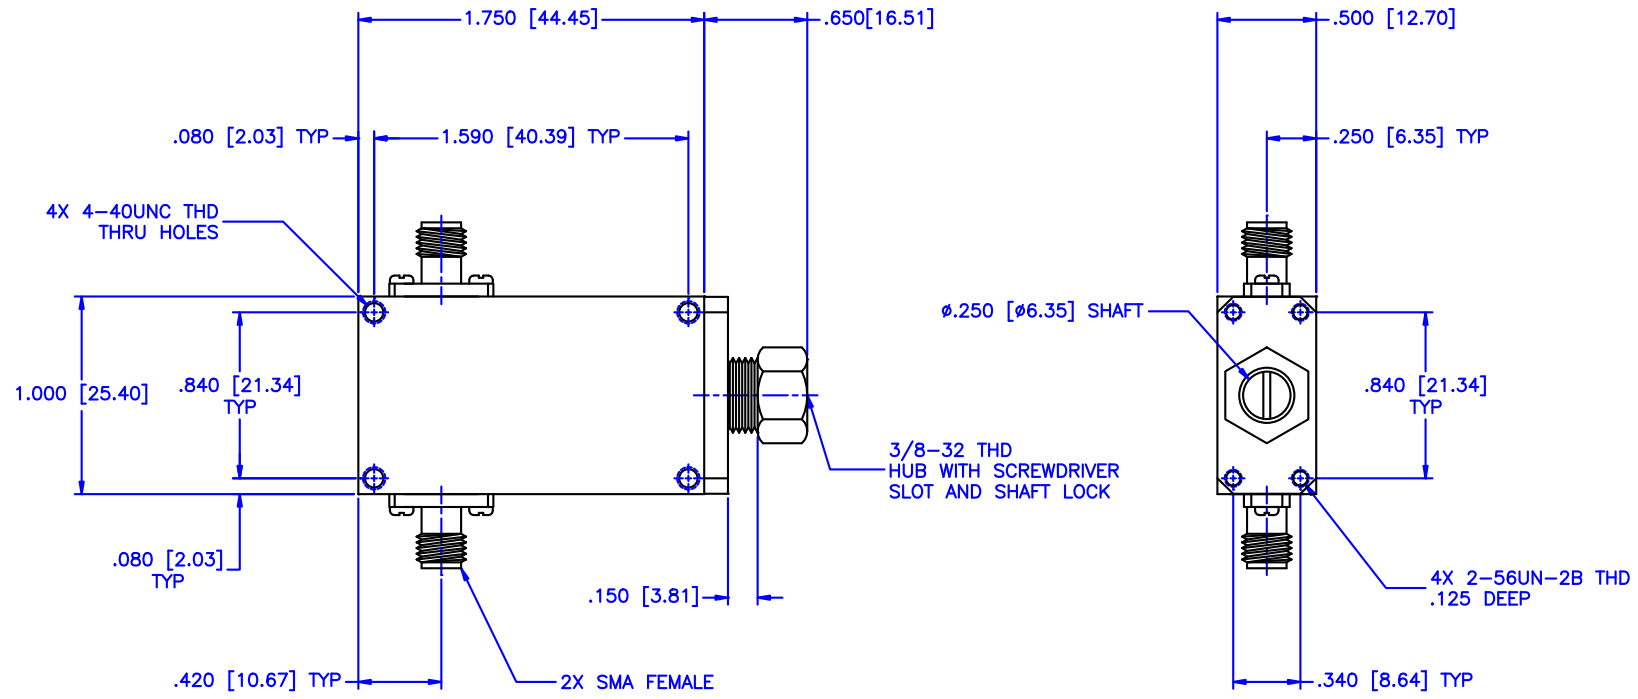 1.750 [44.45]
.650[16.51]
.500 [12.70]
.080 [2.03] TYP
1.590 [40.39] TYP
.250 [6.35] TYP
4X 4-40UNC THD
THRU HOLES
ø.250 [ø6.35] SHAFT
1.000 [25.40]
.840 [21.34]
TYP
.840 [21.34]
TYP
3/8-32 THD
HUB WITH SCREWDRIVER
SLOT AND SHAFT LOCK
.080 [2.03]
TYP
.150 [3.81]
4X 2-56UN-2B THD
.125 DEEP
.420 [10.67] TYP
2X SMA FEMALE
.340 [8.64] TYP